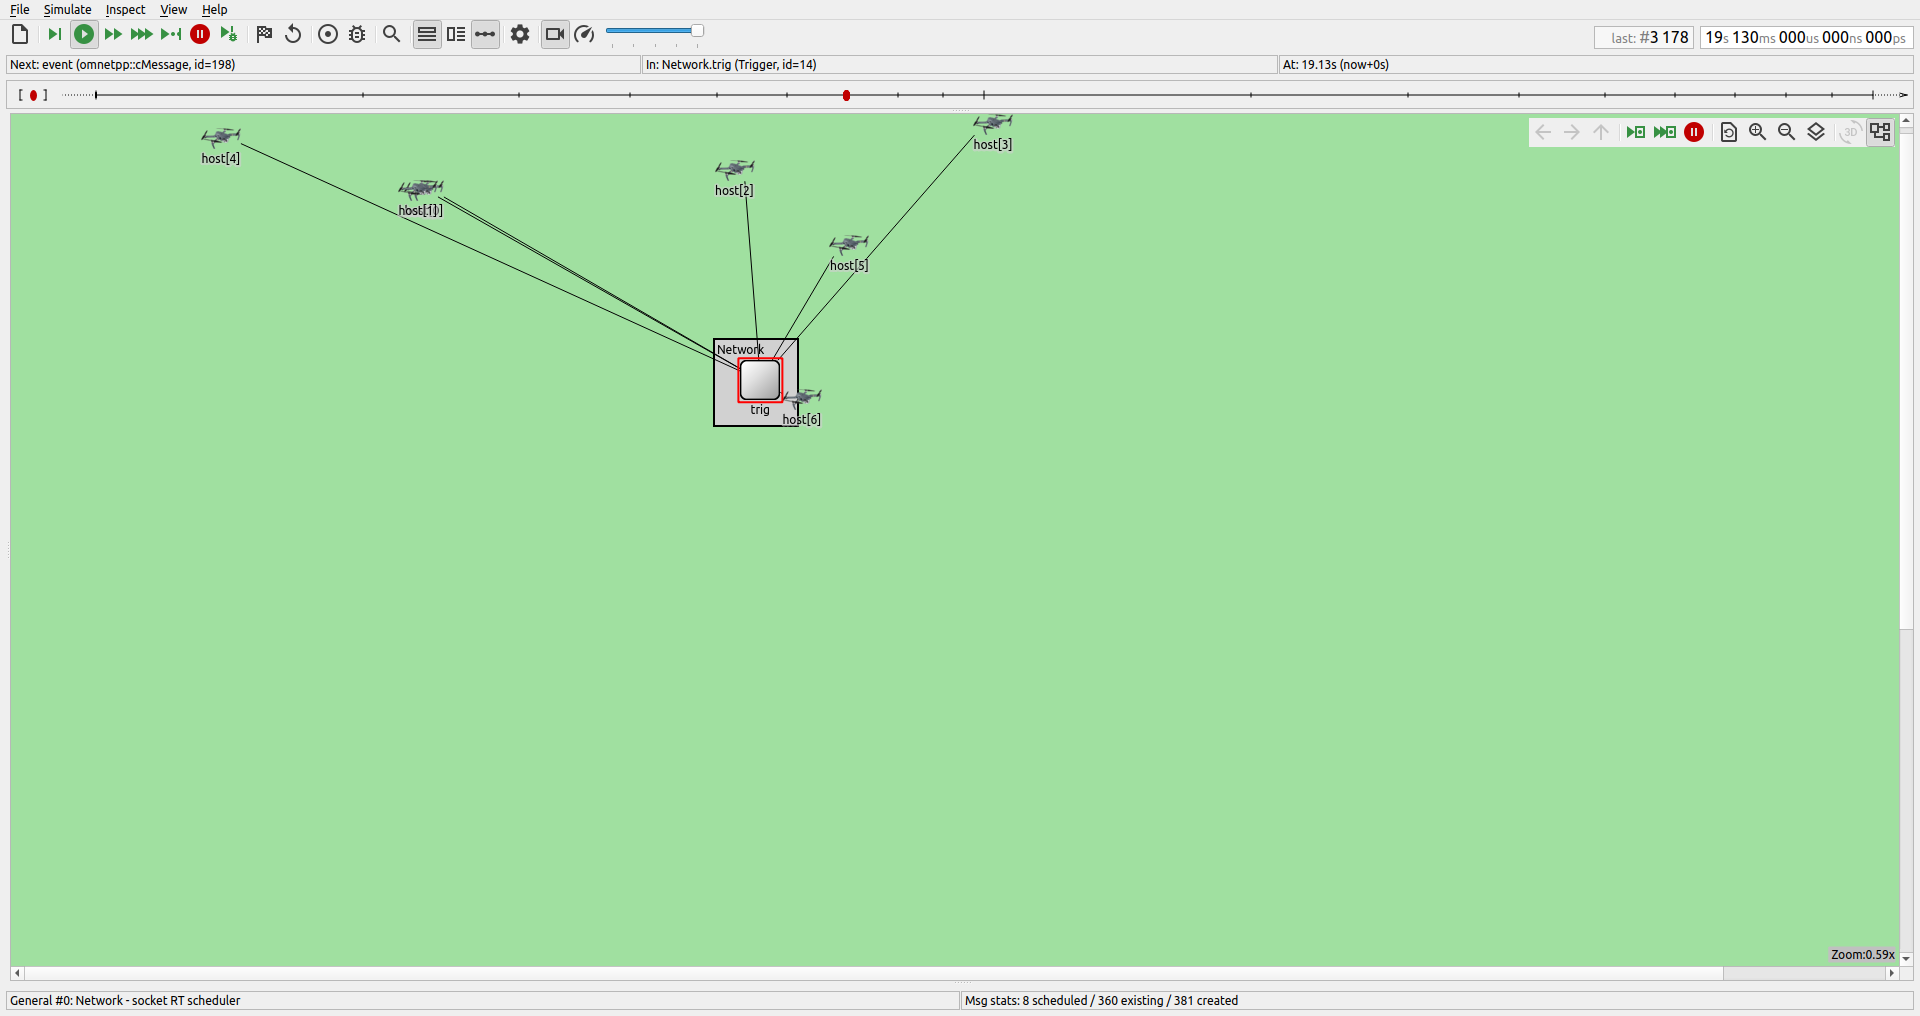 File Simulate Inspect View Help
last: #3 178
19s 130ms 000us 000ns 000ps
Next: event (omnetpp::cMessage, id=198)
In: Network.trig (Trigger, id=14)
At: 19.13s (now+0s)
[ ]
3D
host[3]
host[4]
host[2]
host[1]
host[5]
Network
trig
host[6]
Zoom:0.59x
General #0: Network - socket RT scheduler
Msg stats: 8 scheduled / 360 existing / 381 created